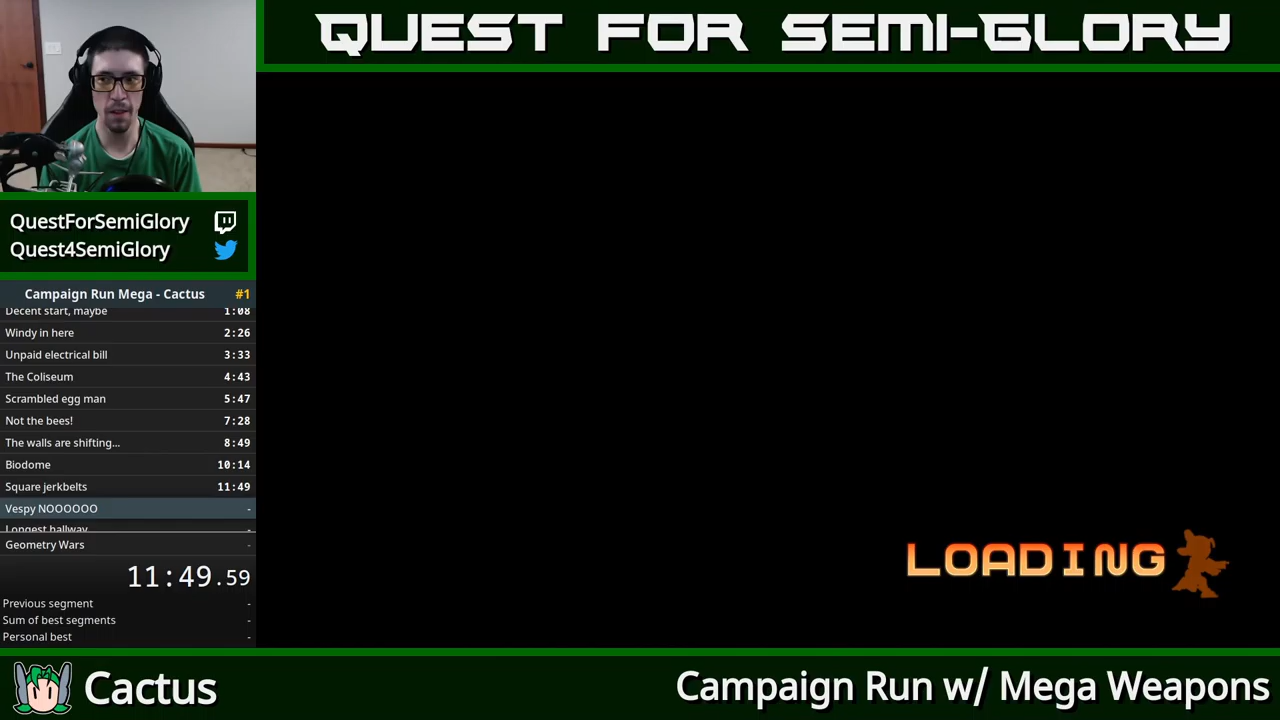 QUEST FOR SEMI-GLORY
QuestForSemiGlory
Quest4SemiGlory
Campaign Run Mega - Cactus #1
Decent start, maybe 1:08
Windy in here 2:26
Unpaid electrical bill 3:33
The Coliseum 4:43
Scrambled egg man 5:47
Not the bees! 7:28
The walls are shifting... 8:49
Biodome 10:14
Square jerkbelts 11:49
Vespy NOOOOOO -
Longest hallway -
Geometry Wars -
11:49.59
Previous segment -
Sum of best segments -
Personal best -
LOADING
Cactus
Campaign Run w/ Mega Weapons